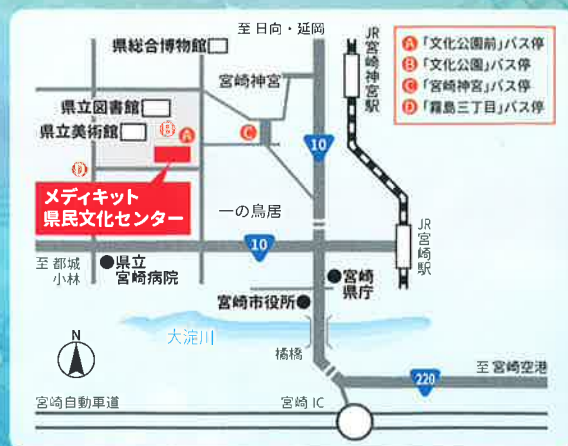 至 日向・延岡
県総合博物館
宮崎神宮
JR宮崎神宮駅
Ⓐ「文化公園前」バス停
Ⓑ「文化公園」バス停
Ⓒ「宮崎神宮」バス停
Ⓓ「霧島三丁目」バス停
県立図書館
県立美術館
Ⓑ
Ⓐ
Ⓒ
10
Ⓓ
メディキット
県民文化センター
一の鳥居
10
JR宮崎駅
至 都城
小林
県立
宮崎病院
宮崎
県庁
宮崎市役所
大淀川
橘橋
N
至 宮崎空港
220
宮崎自動車道
宮崎 IC